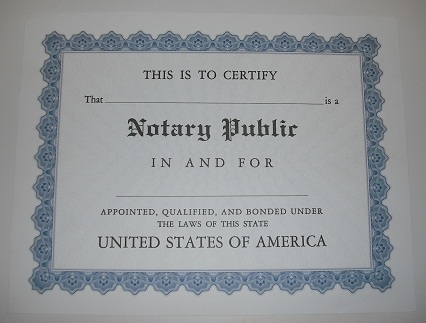 THIS IS TO CERTIFY
That is a
Notary Public
IN AND FOR
APPOINTED, QUALIFIED, AND BONDED UNDER
THE LAWS OF THIS STATE
UNITED STATES OF AMERICA